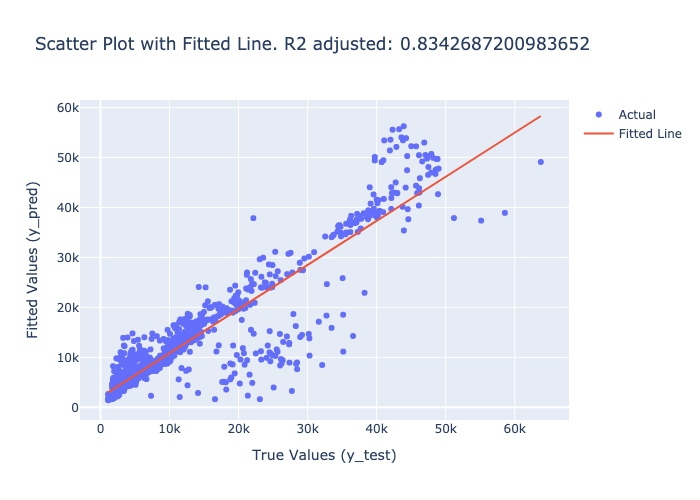 Scatter Plot with Fitted Line. R2 adjusted: 0.8342687200983652
Actual
Fitted Line
Fitted Values (y_pred)
60k
50k
40k
30k
20k
10k
0
0 10k 20k 30k 40k 50k 60k
True Values (y_test)